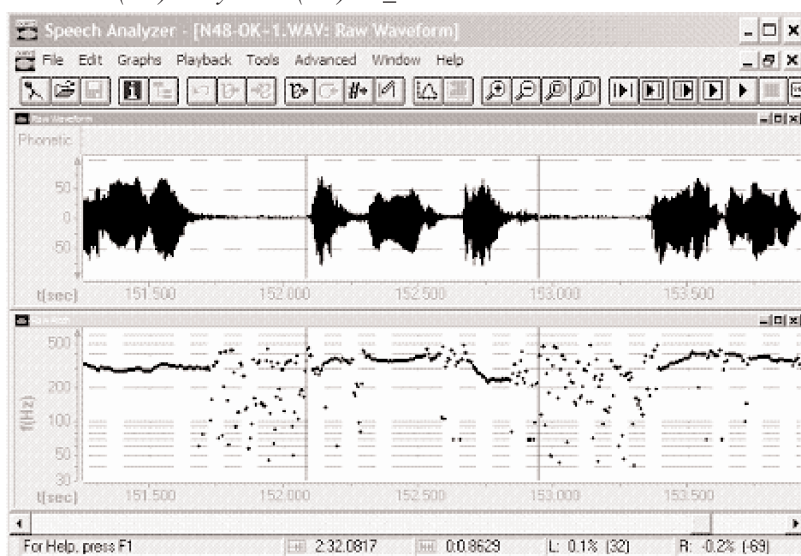 Speech Analyzer - [N48-OK-1.WAV: Raw Waveform]
File Edit Graphs Playback Tools Advanced Window Help
Raw Waveform
Phonetic
50
0
50
t(sec) 151.500 152.000 152.500 153.000 153.500
500
200
100
50
30
f(Hz)
t(sec) 151.500 152.000 152.500 153.000 153.500
For Help, press F1 2:32.0817 0:0.8629 L: 0.1% (32) R: -0.2% (-69)